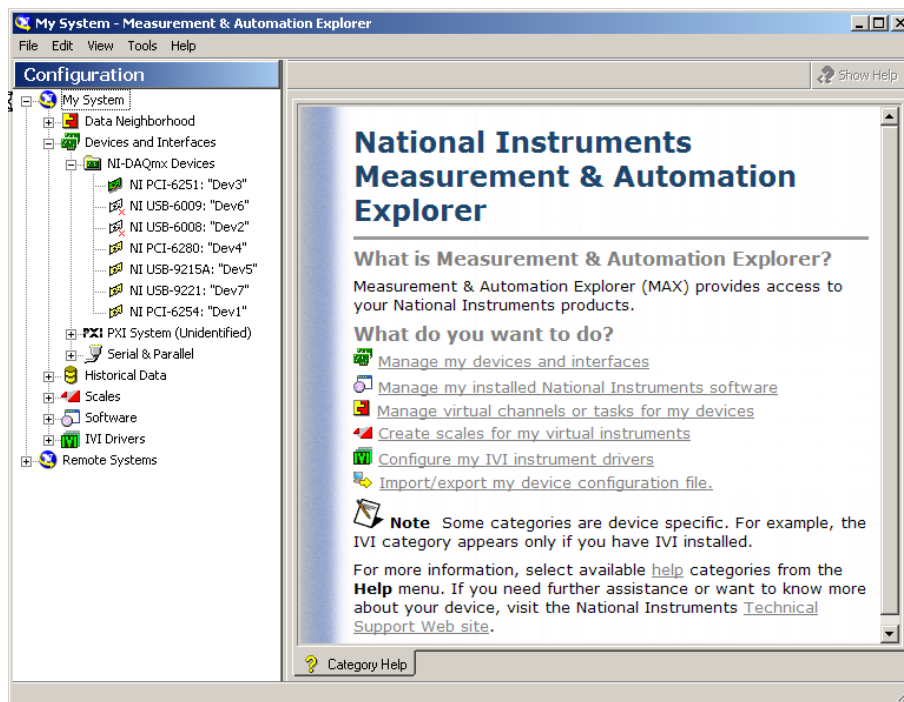 My System - Measurement & Automation Explorer
File Edit View Tools Help
Configuration
Show Help
My System
Data Neighborhood
Devices and Interfaces
NI-DAQmx Devices
NI PCI-6251: "Dev3"
NI USB-6009: "Dev6"
NI USB-6008: "Dev2"
NI PCI-6280: "Dev4"
NI USB-9215A: "Dev5"
NI USB-9221: "Dev7"
NI PCI-6254: "Dev1"
PXI PXI System (Unidentified)
Serial & Parallel
Historical Data
Scales
Software
IVI Drivers
Remote Systems
National Instruments
Measurement & Automation
Explorer
What is Measurement & Automation Explorer?
Measurement & Automation Explorer (MAX) provides access to
your National Instruments products.
What do you want to do?
Manage my devices and interfaces
Manage my installed National Instruments software
Manage virtual channels or tasks for my devices
Create scales for my virtual instruments
Configure my IVI instrument drivers
Import/export my device configuration file.
Note Some categories are device specific. For example, the
IVI category appears only if you have IVI installed.
For more information, select available help categories from the
Help menu. If you need further assistance or want to know more
about your device, visit the National Instruments Technical
Support Web site.
Category Help